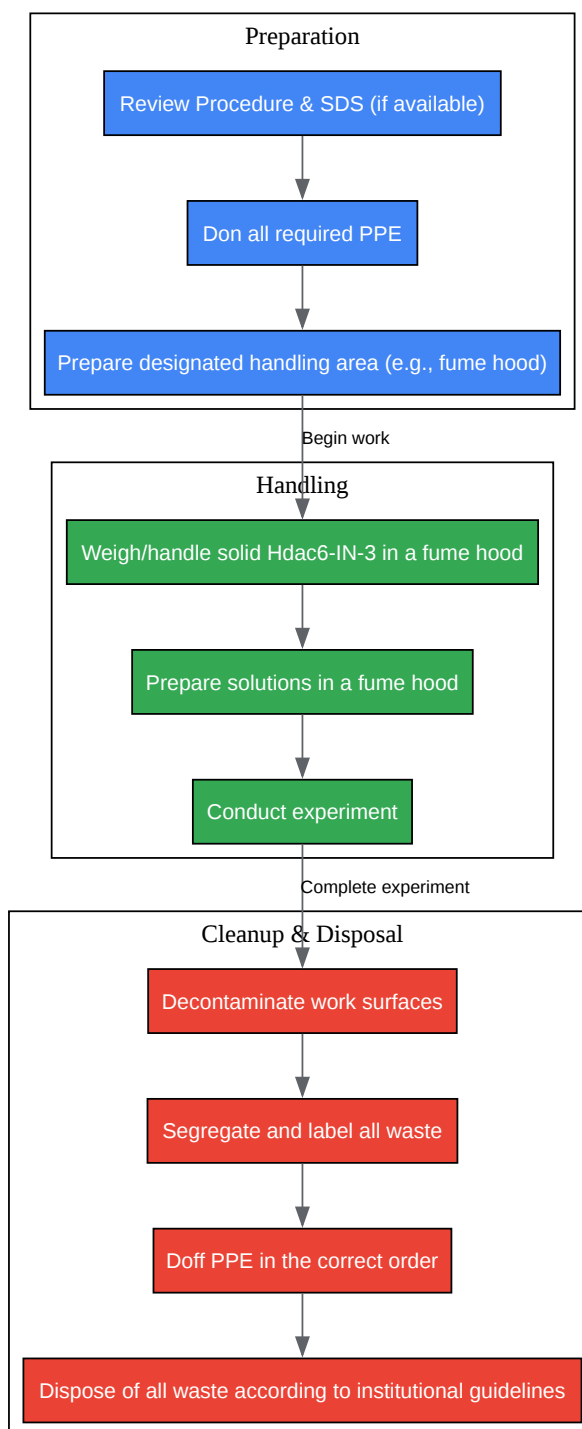 Preparation
Review Procedure & SDS (if available)
Don all required PPE
Prepare designated handling area (e.g., fume hood)
Begin work
Handling
Weigh/handle solid Hdac6-IN-3 in a fume hood
Prepare solutions in a fume hood
Conduct experiment
Complete experiment
Cleanup & Disposal
Decontaminate work surfaces
Segregate and label all waste
Doff PPE in the correct order
Dispose of all waste according to institutional guidelines